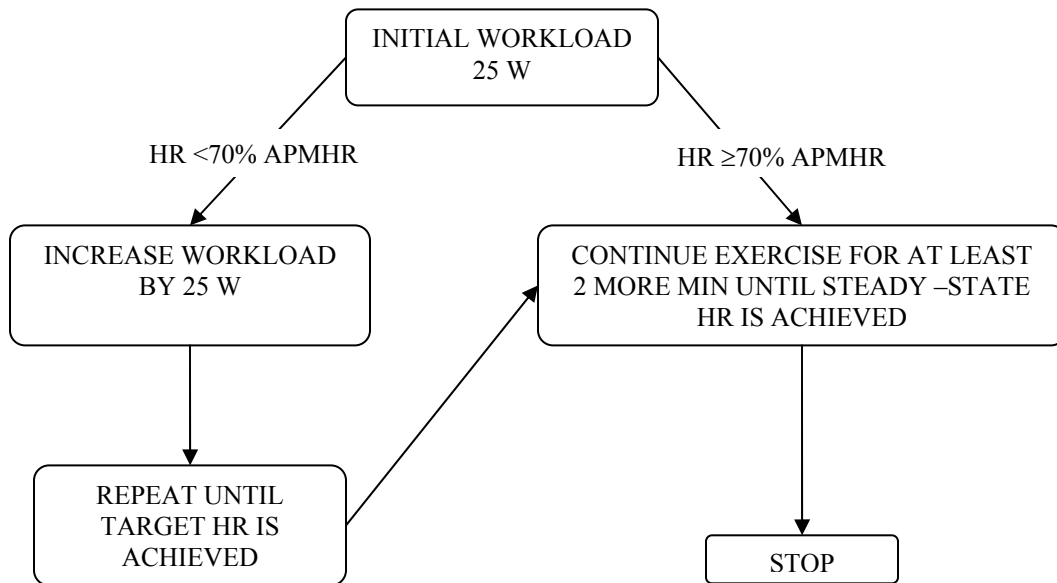 INITIAL WORKLOAD
25 W
HR <70% APMHR
HR ≥70% APMHR
INCREASE WORKLOAD
BY 25 W
CONTINUE EXERCISE FOR AT LEAST
2 MORE MIN UNTIL STEADY –STATE
HR IS ACHIEVED
REPEAT UNTIL
TARGET HR IS
ACHIEVED
STOP